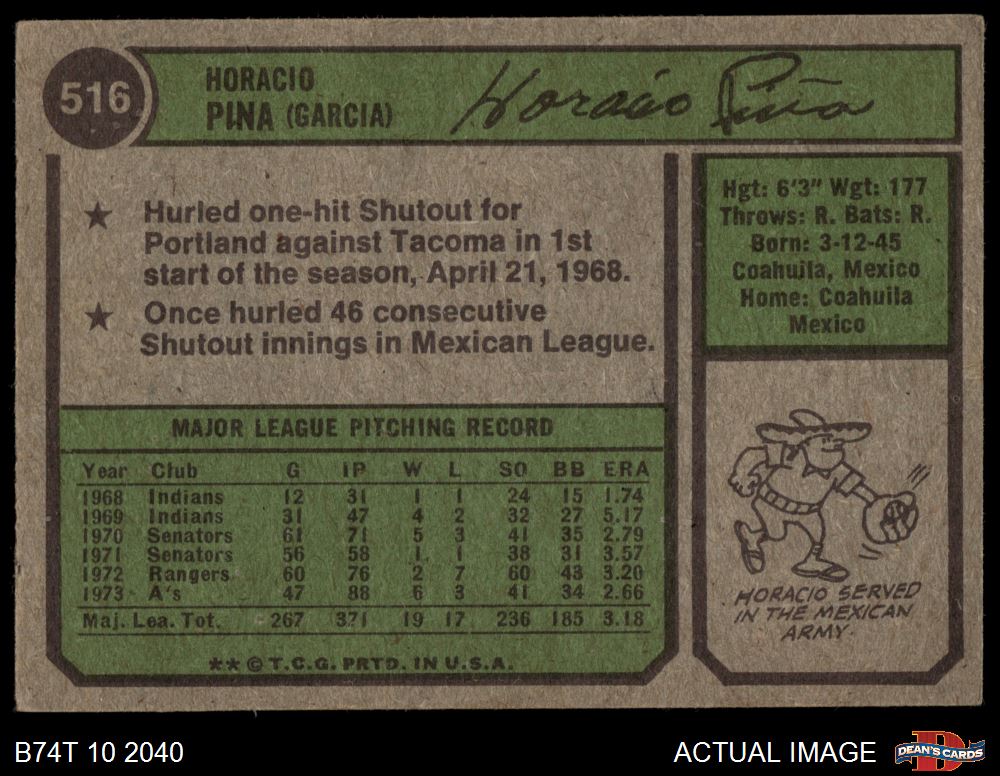 516
HORACIO
PINA (GARCIA)
Horacio Piña
★ Hurled one-hit Shutout for
Portland against Tacoma in 1st
start of the season, April 21, 1968.
★ Once hurled 46 consecutive
Shutout innings in Mexican League.
Hgt: 6'3" Wgt: 177
Throws: R. Bats: R.
Born: 3-12-45
Coahuila, Mexico
Home: Coahuila
Mexico
MAJOR LEAGUE PITCHING RECORD
Year Club G IP W L SO BB ERA
1968 Indians 12 31 1 1 24 15 1.74
1969 Indians 31 47 4 2 32 27 5.17
1970 Senators 61 71 5 3 41 35 2.79
1971 Senators 56 58 1 1 38 31 3.57
1972 Rangers 60 76 2 7 60 43 3.20
1973 A's 47 88 6 3 41 34 2.66
Maj. Lea. Tot. 267 371 19 17 236 185 3.18
★★ © T.C.G. PRTD. IN U.S.A.
HORACIO SERVED
IN THE MEXICAN
ARMY.
B74T 10 2040
ACTUAL IMAGE
DEAN'S CARDS